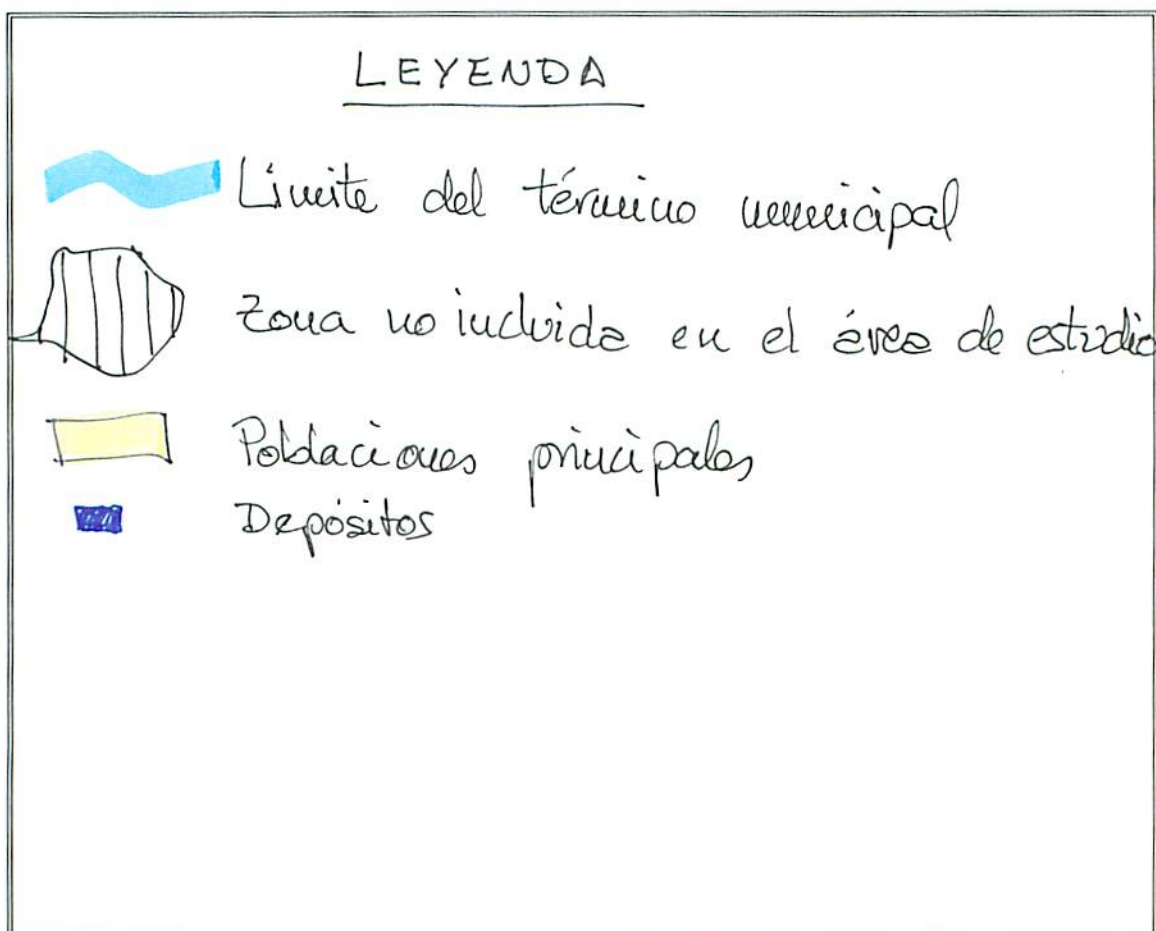 LEYENDA
Límite del término municipal
Zona no incluida en el área de estudio
Poblaciones principales
Depósitos